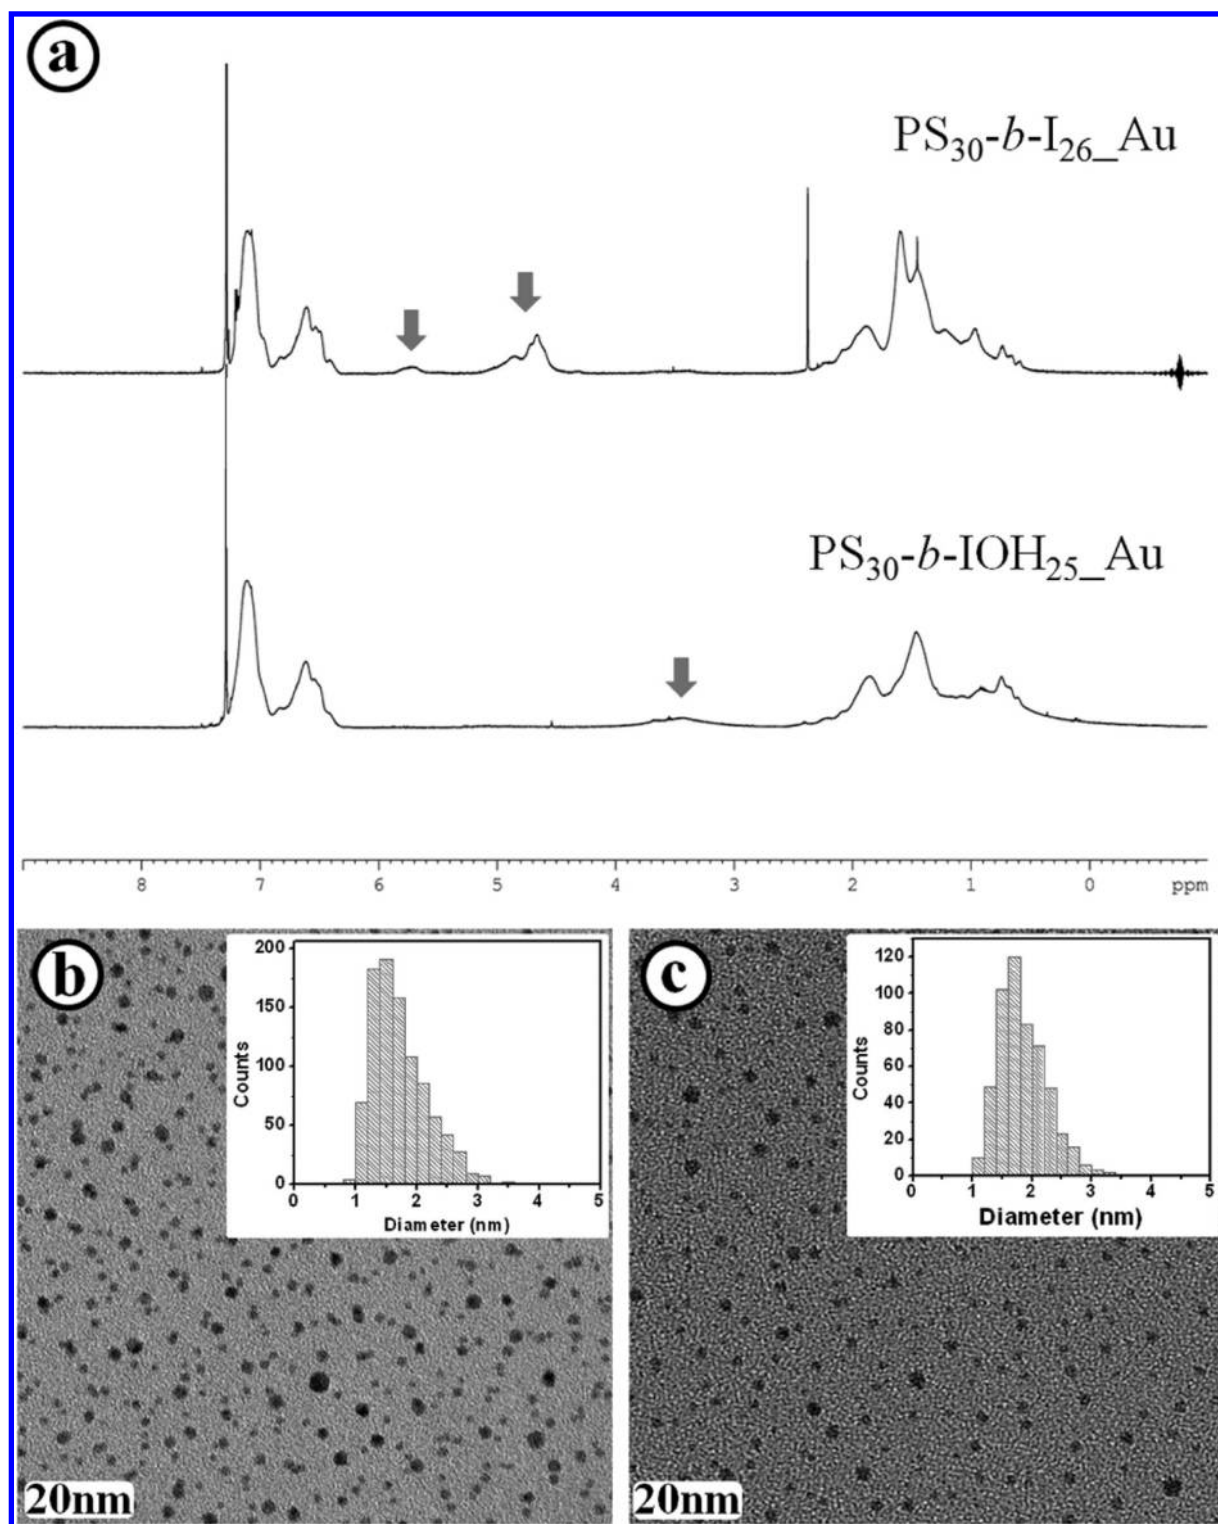 a
PS₃₀-b-I₂₆_Au
PS₃₀-b-IOH₂₅_Au
8 7 6 5 4 3 2 1 0 ppm
b
200
150
100
50
0
Counts
0 1 2 3 4 5
Diameter (nm)
20nm
c
120
100
80
60
40
20
0
Counts
0 1 2 3 4 5
Diameter (nm)
20nm